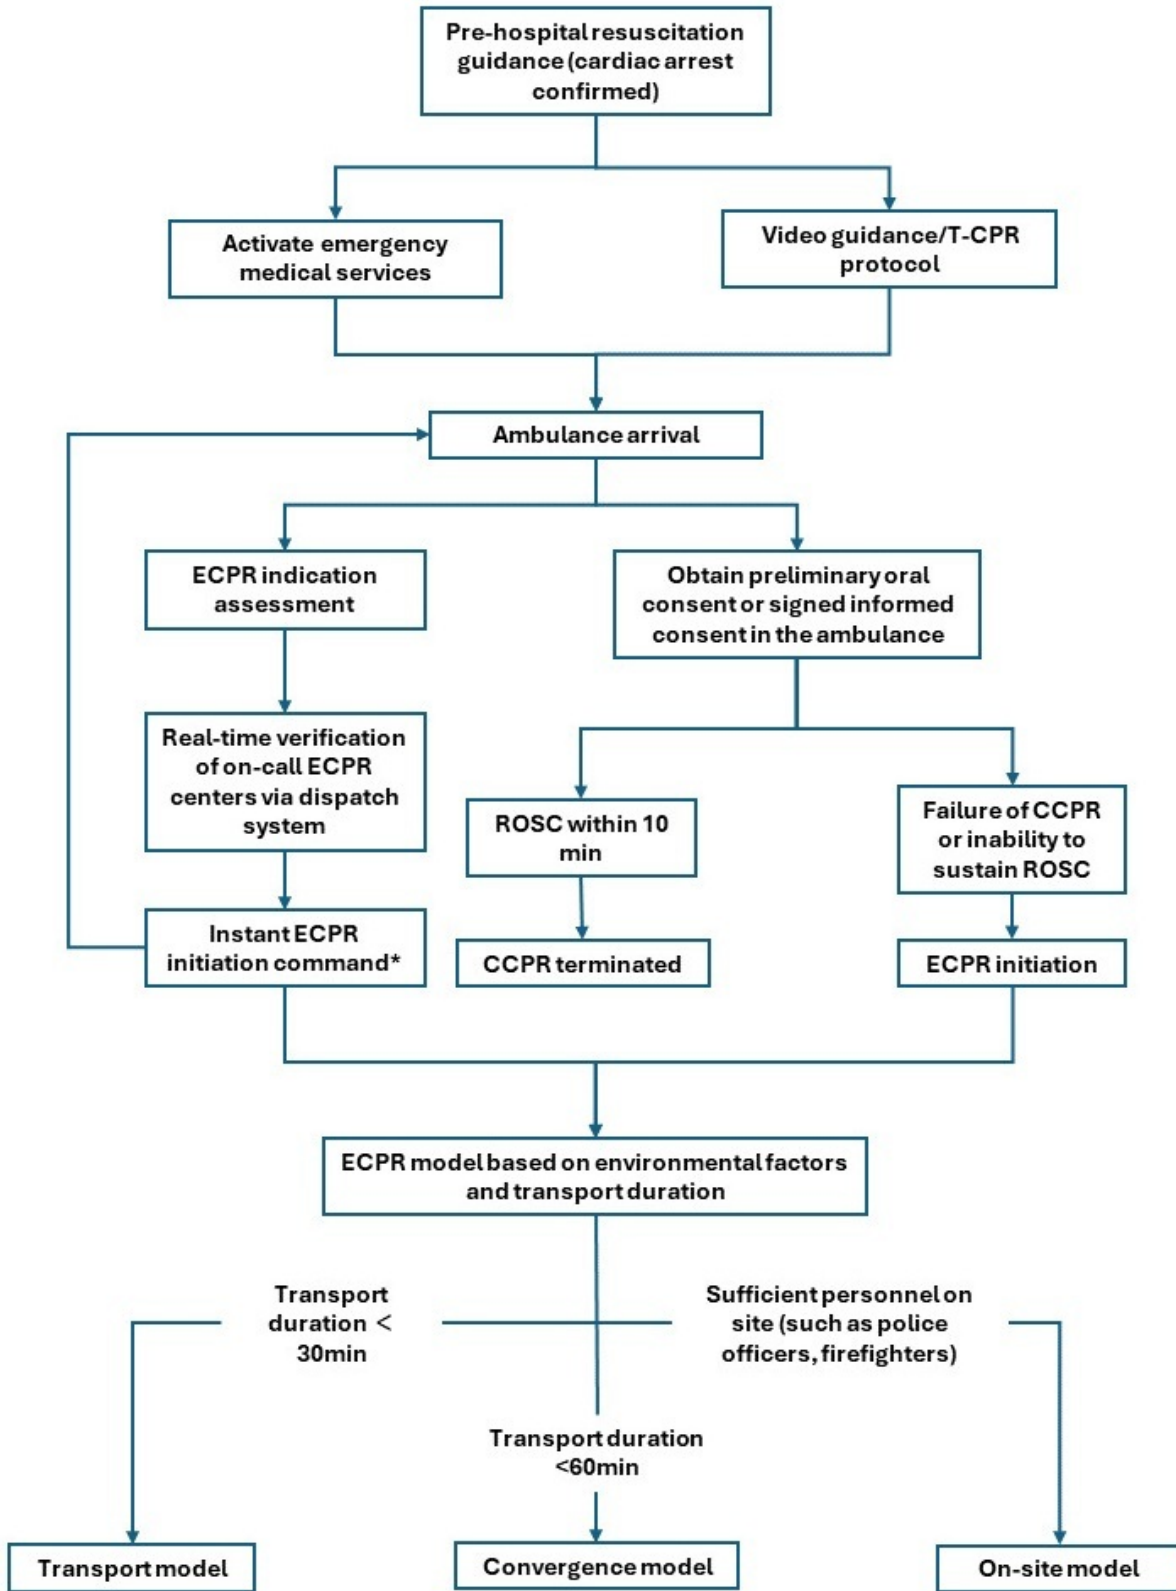 Pre-hospital resuscitation
guidance (cardiac arrest
confirmed)
Activate emergency
medical services
Video guidance/T-CPR
protocol
Ambulance arrival
ECPR indication
assessment
Obtain preliminary oral
consent or signed informed
consent in the ambulance
Real-time verification
of on-call ECPR
centers via dispatch
system
ROSC within 10
min
Failure of CCPR
or inability to
sustain ROSC
Instant ECPR
initiation command*
CCPR terminated
ECPR initiation
ECPR model based on environmental factors
and transport duration
Transport
duration <
30min
Sufficient personnel on
site (such as police
officers, firefighters)
Transport duration
<60min
Transport model
Convergence model
On-site model